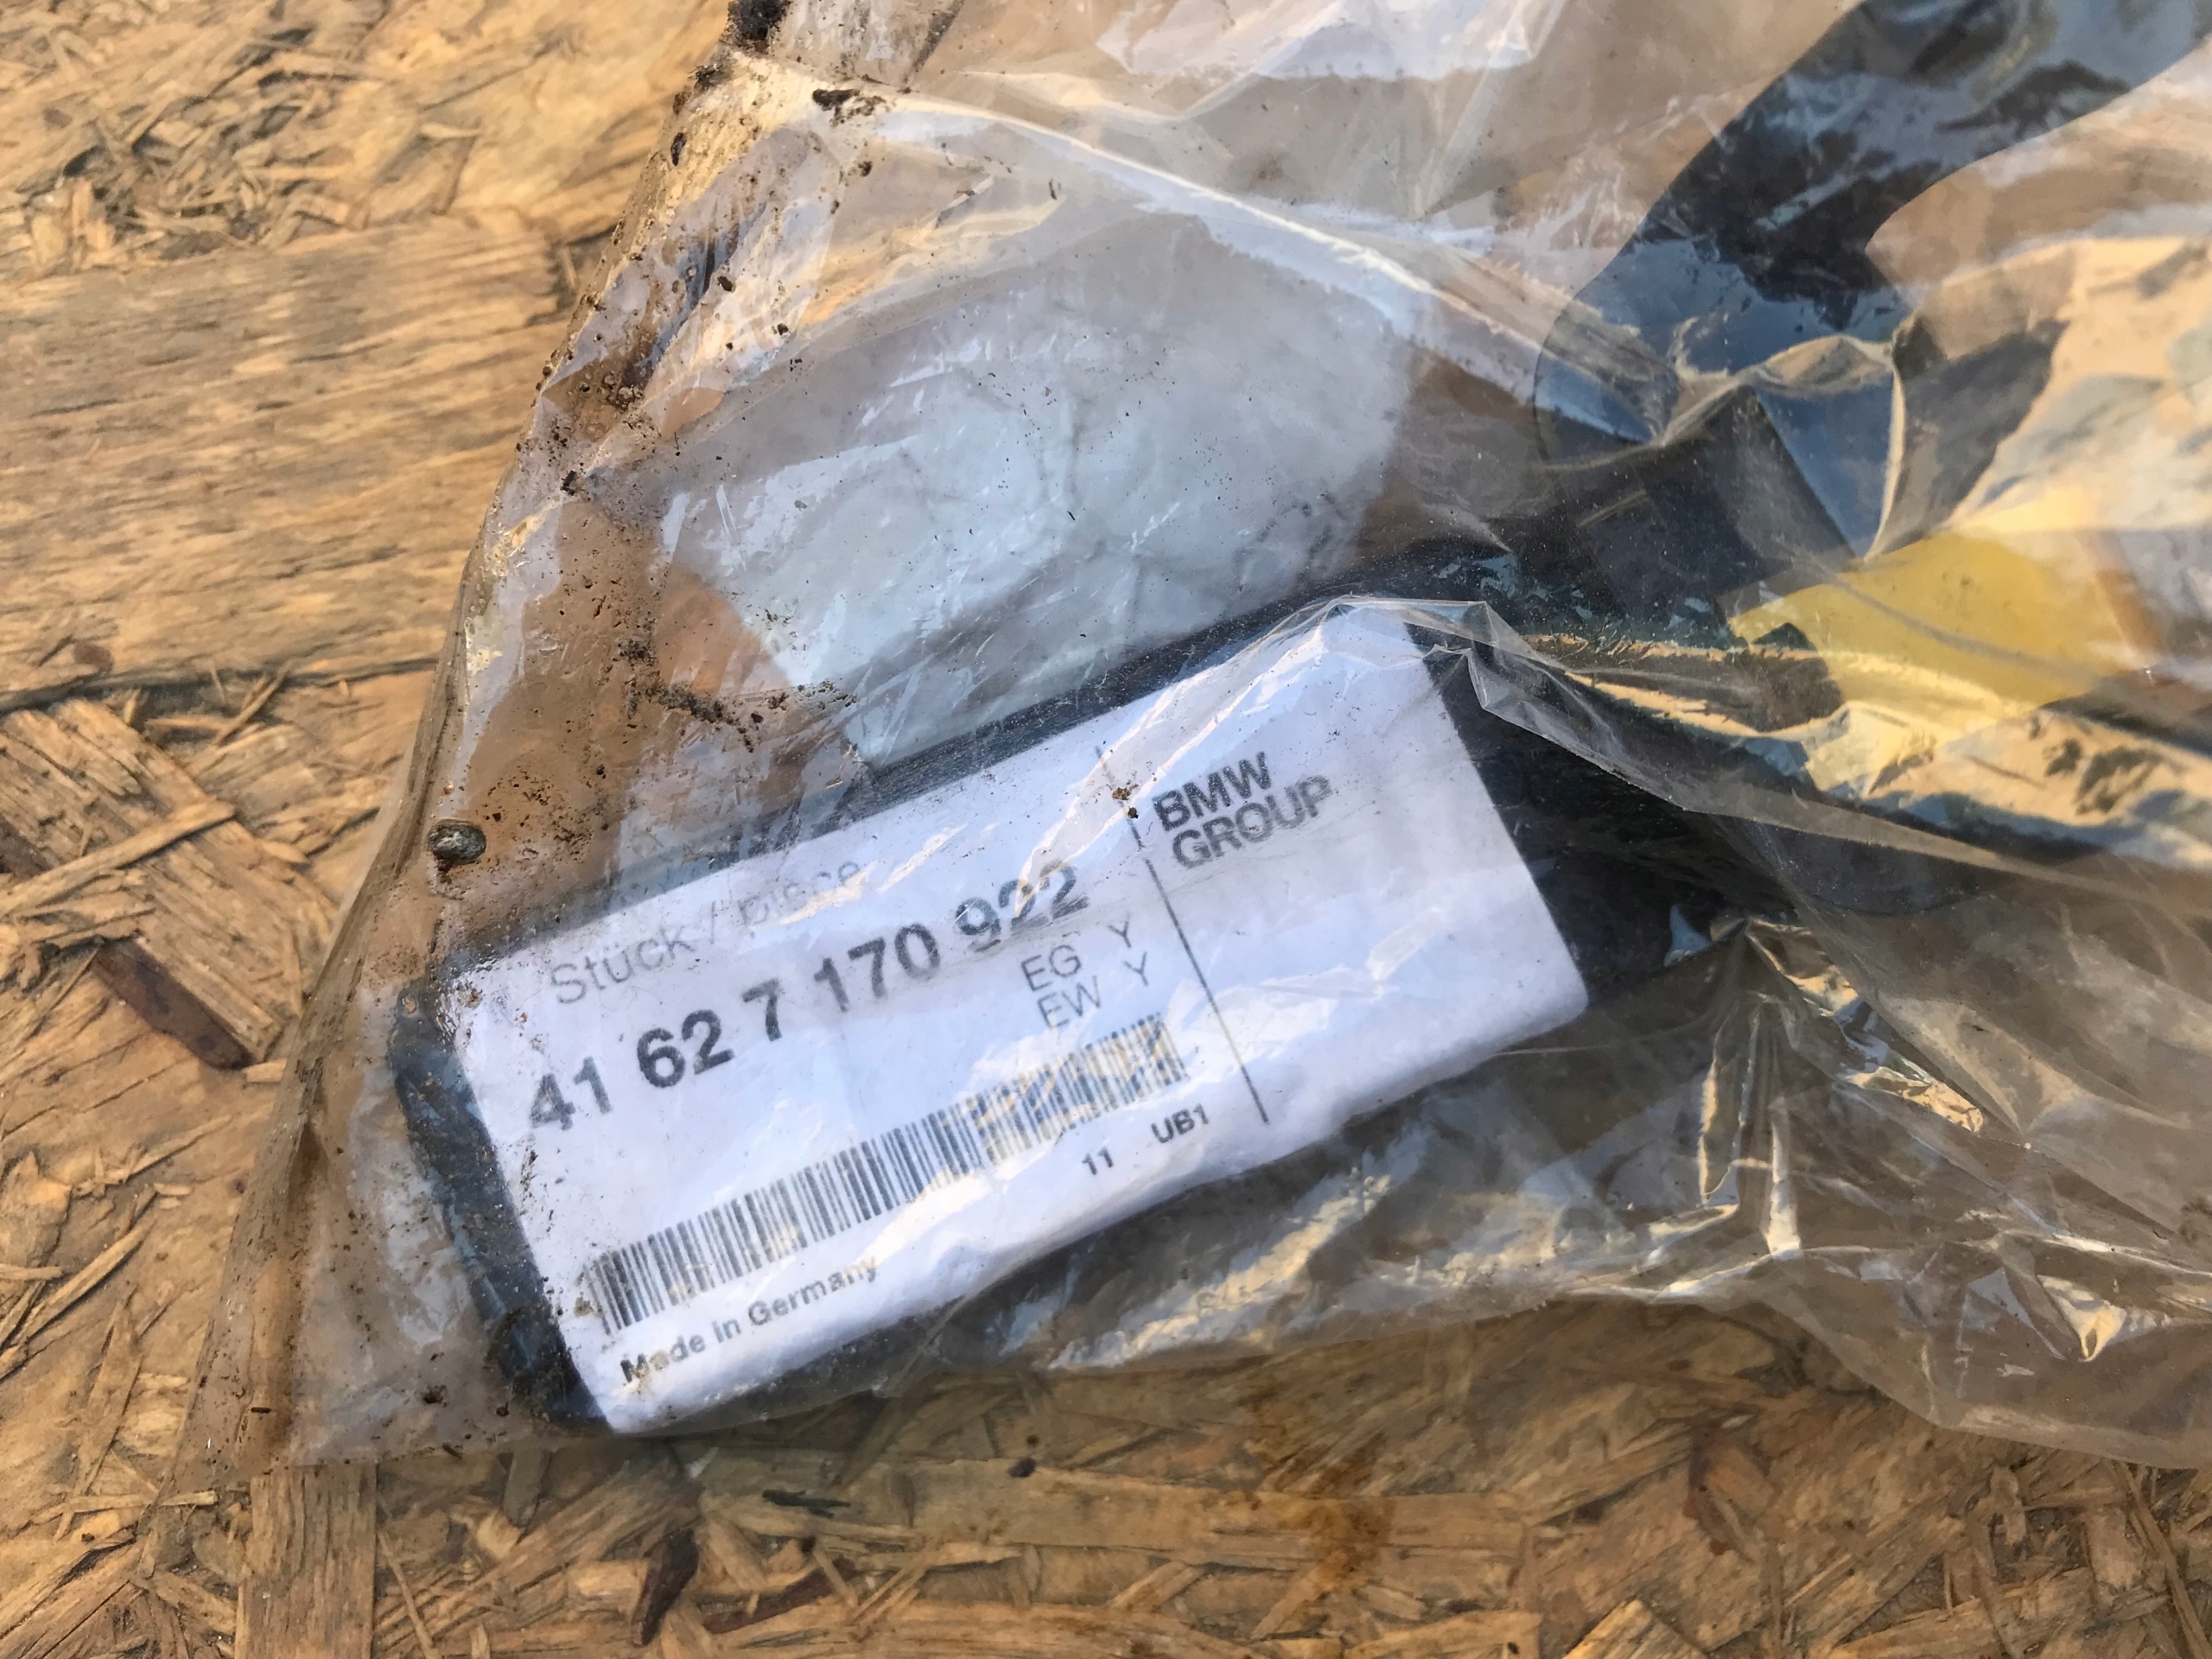 Stück / piece
41 62 7 170 922
EG Y
EW Y
11 UB1
Made in Germany
BMW
GROUP